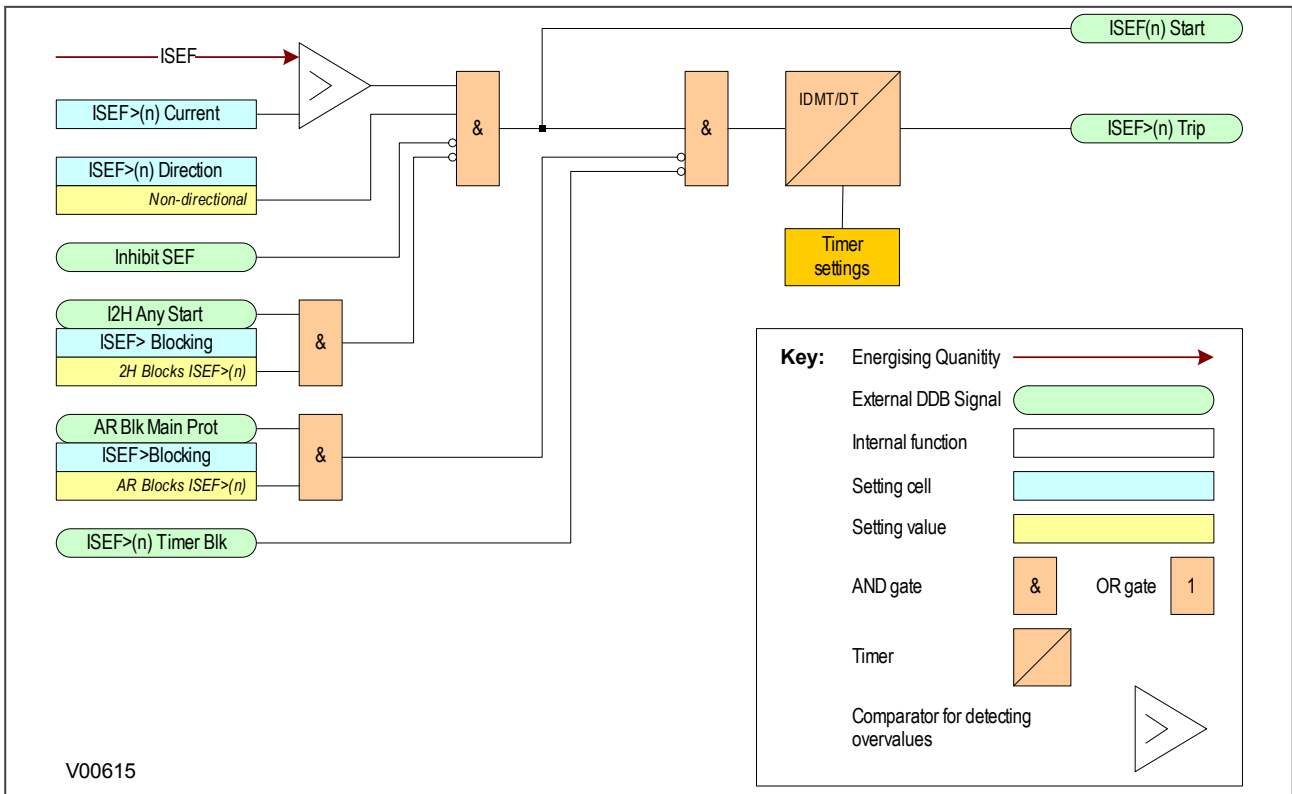 ISEF
ISEF>(n) Current
ISEF>(n) Direction
Non-directional
Inhibit SEF
I2H Any Start
ISEF> Blocking
2H Blocks ISEF>(n)
AR Blk Main Prot
ISEF>Blocking
AR Blocks ISEF>(n)
ISEF>(n) Timer Blk
&
&
&
&
IDMT/DT
Timer
settings
ISEF(n) Start
ISEF>(n) Trip
Key:
Energising Quanitity
External DDB Signal
Internal function
Setting cell
Setting value
AND gate
&
OR gate
1
Timer
Comparator for detecting
overvalues
V00615